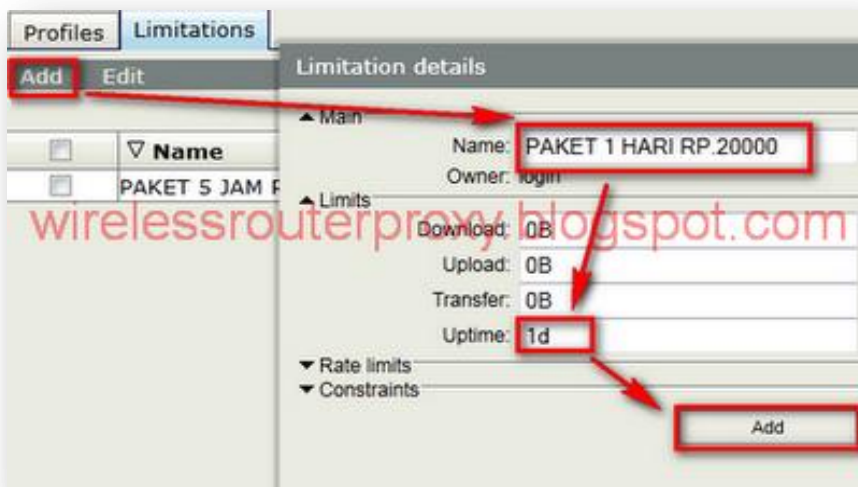 Profiles Limitations
Add Edit
Limitation details
▲ Main
▽ Name
Name: PAKET 1 HARI RP.20000
Owner: login
PAKET 5 JAM
▲ Limits
wirelessrouterproxy.blogspot.com
Download: 0B
Upload: 0B
Transfer: 0B
Uptime: 1d
▼ Rate limits
▼ Constraints
Add